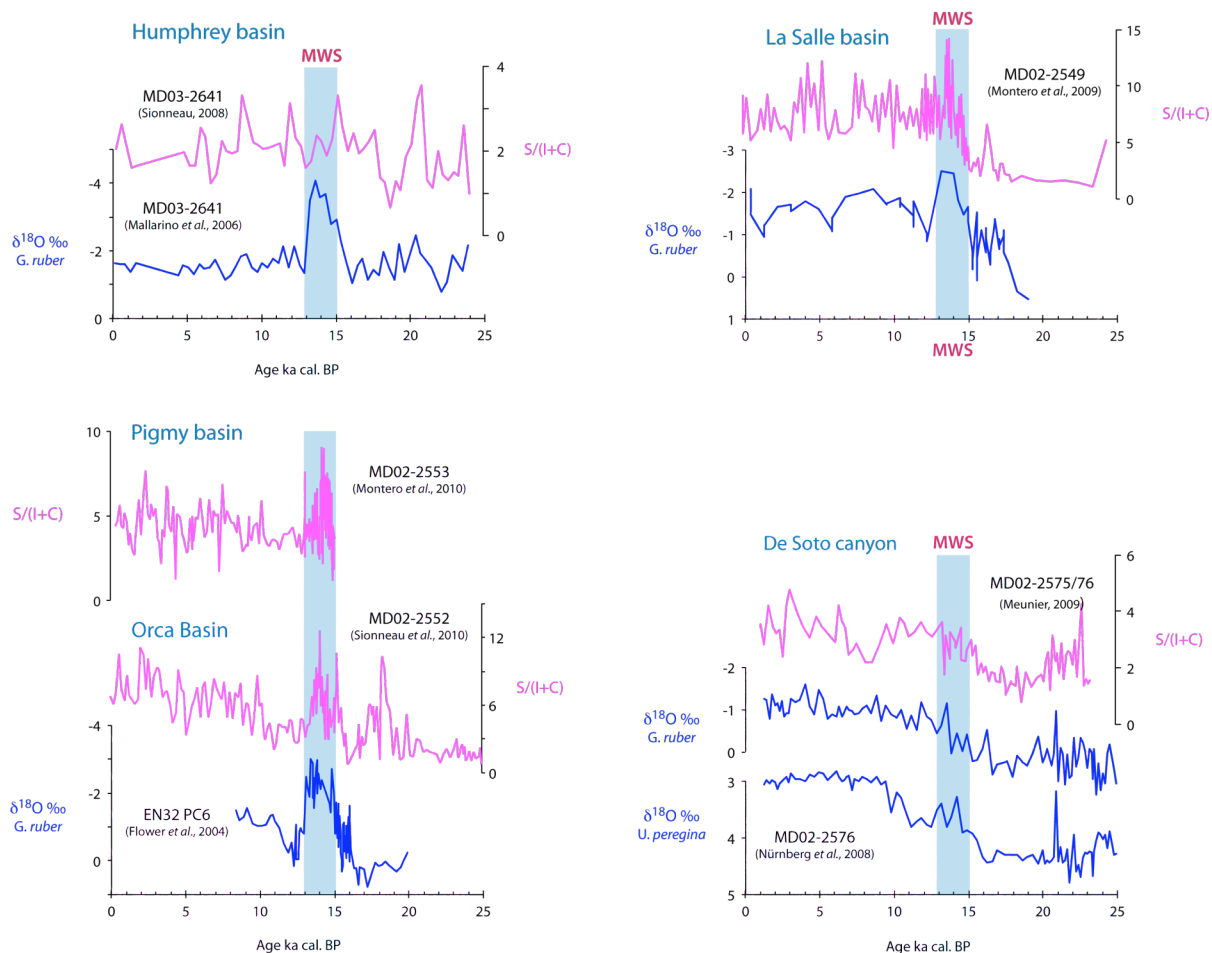 Humphrey basin
MWS
4
MD03-2641
(Sionneau, 2008)
2
S/(I+C)
-4
MD03-2641
(Mallarino et al., 2006)
0
δ18O ‰
G. ruber
-2
0
0
5
10
15
20
25
Age ka cal. BP
MWS
15
La Salle basin
MD02-2549
(Montero et al., 2009)
10
S/(I+C)
-3
5
-2
0
δ18O ‰
G. ruber
-1
0
1
0
5
10
15
20
25
MWS
Age ka cal. BP
10
Pigmy basin
MD02-2553
(Montero et al., 2010)
S/(I+C)
5
0
MD02-2552
(Sionneau et al., 2010)
Orca Basin
12
S/(I+C)
6
-4
0
-2
δ18O ‰
G. ruber
EN32 PC6
(Flower et al., 2004)
0
0
5
10
15
20
25
Age ka cal. BP
De Soto canyon
MWS
6
MD02-2575/76
(Meunier, 2009)
4
S/(I+C)
-2
2
δ18O ‰
G. ruber
-1
0
0
3
δ18O ‰
U. peregina
MD02-2576
(Nürnberg et al., 2008)
4
5
0
5
10
15
20
25
Age ka cal. BP